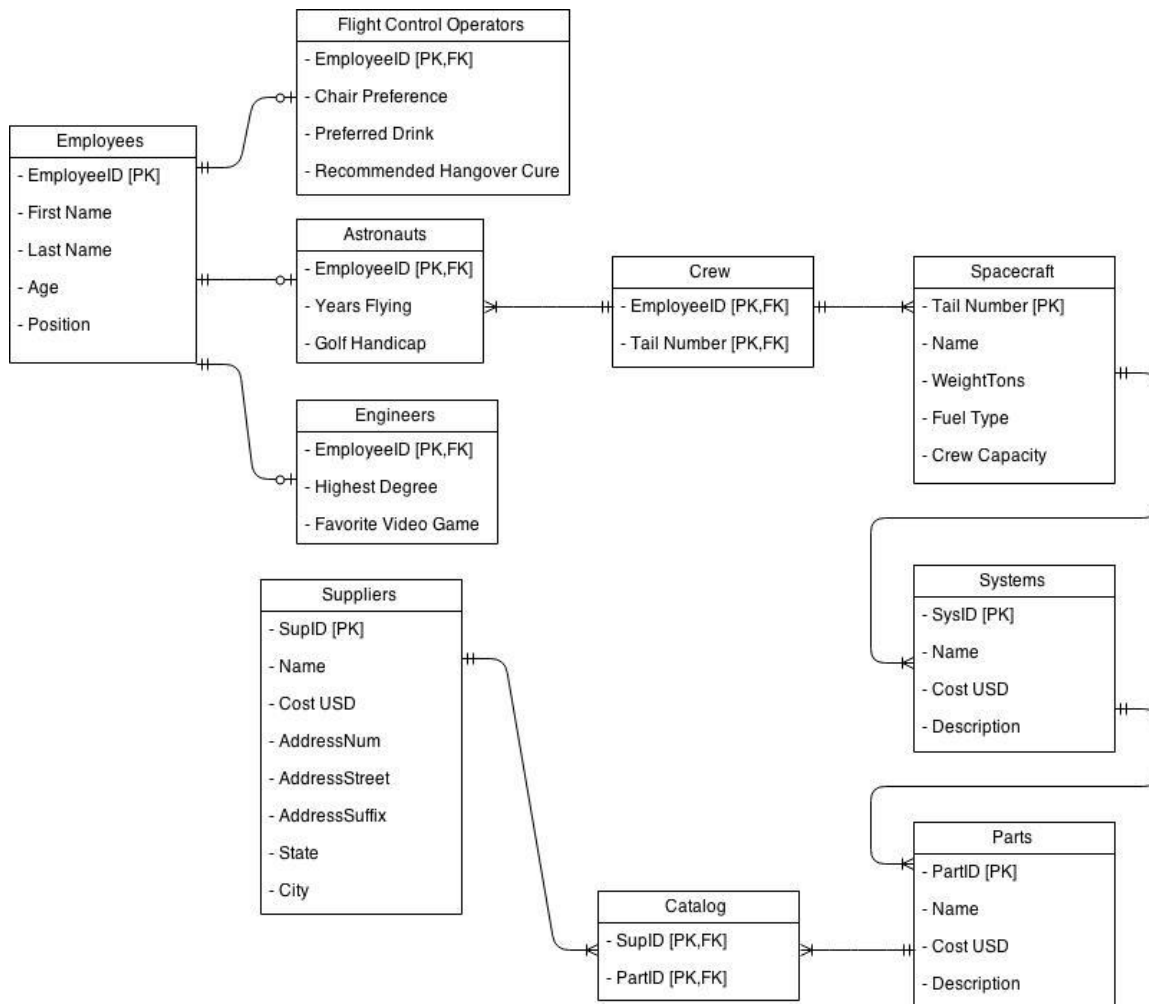 Flight Control Operators
- EmployeeID [PK,FK]
- Chair Preference
- Preferred Drink
- Recommended Hangover Cure
Employees
- EmployeeID [PK]
- First Name
- Last Name
- Age
- Position
Astronauts
- EmployeeID [PK,FK]
- Years Flying
- Golf Handicap
Crew
- EmployeeID [PK,FK]
- Tail Number [PK,FK]
Spacecraft
- Tail Number [PK]
- Name
- WeightTons
- Fuel Type
- Crew Capacity
Engineers
- EmployeeID [PK,FK]
- Highest Degree
- Favorite Video Game
Suppliers
- SupID [PK]
- Name
- Cost USD
- AddressNum
- AddressStreet
- AddressSuffix
- State
- City
Systems
- SysID [PK]
- Name
- Cost USD
- Description
Catalog
- SupID [PK,FK]
- PartID [PK,FK]
Parts
- PartID [PK]
- Name
- Cost USD
- Description